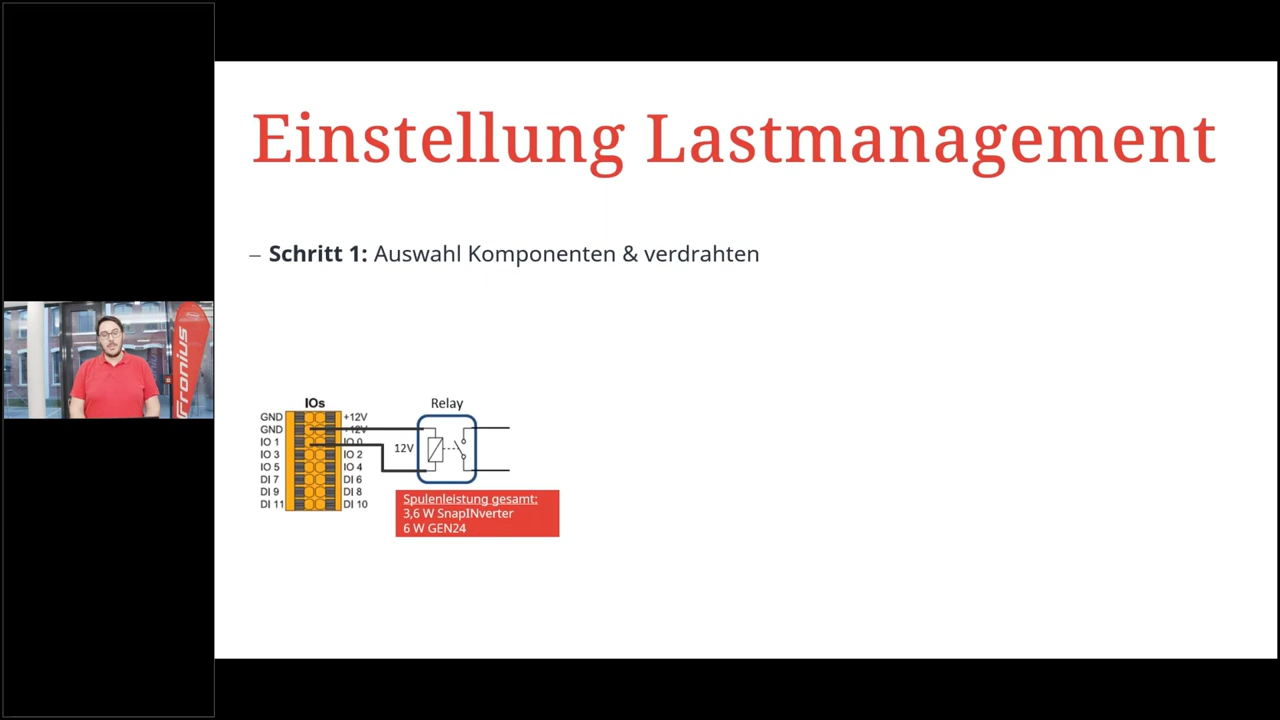 Einstellung Lastmanagement
– Schritt 1: Auswahl Komponenten & verdrahten
IOs
Relay
GND +12V
GND +12V
IO 1 IO 0
IO 3 IO 2
IO 5 IO 4
DI 7 DI 6
DI 9 DI 8
DI 11 DI 10
12V
Spulenleistung gesamt:
3,6 W SnapINverter
6 W GEN24
Fronius